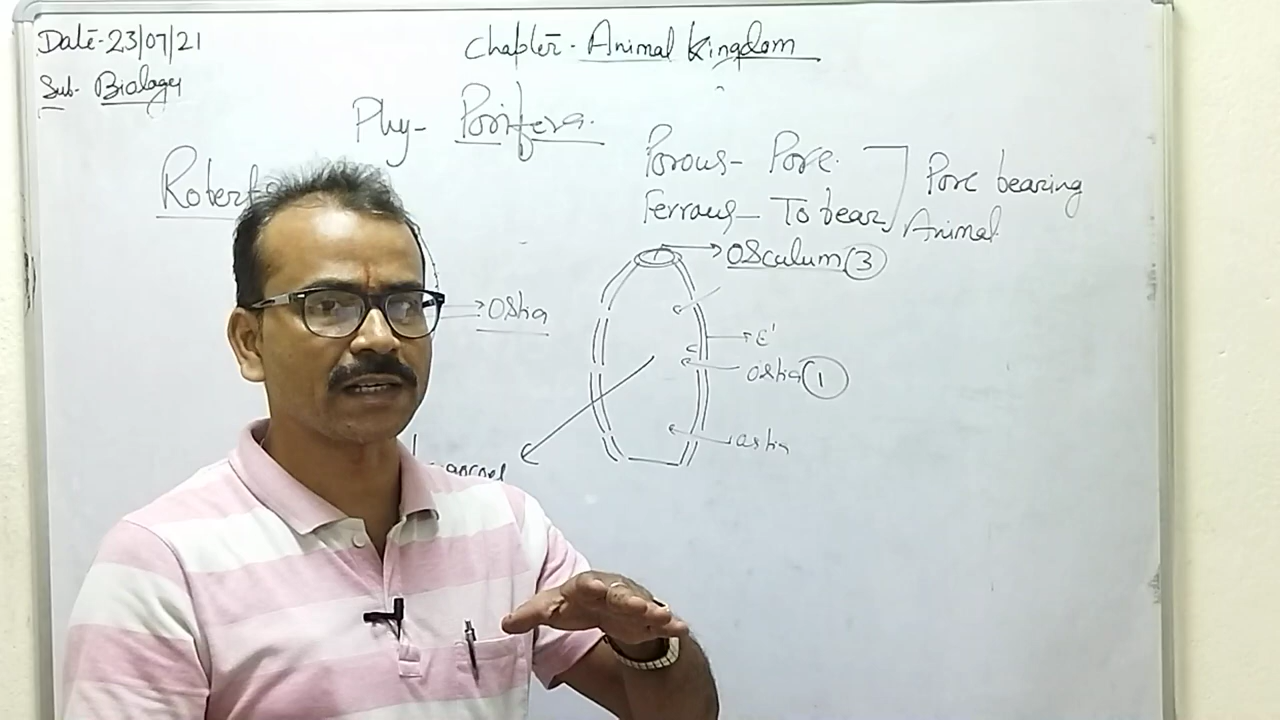 Date-23/07/21
Sub- Biology
Chapter- Animal Kingdom
Phy- Porifera.
Porous- Pore.
Ferrous- To bear
Pore bearing
Animal
Osculum 3
Ostia
E'
Ostia 1
ostia